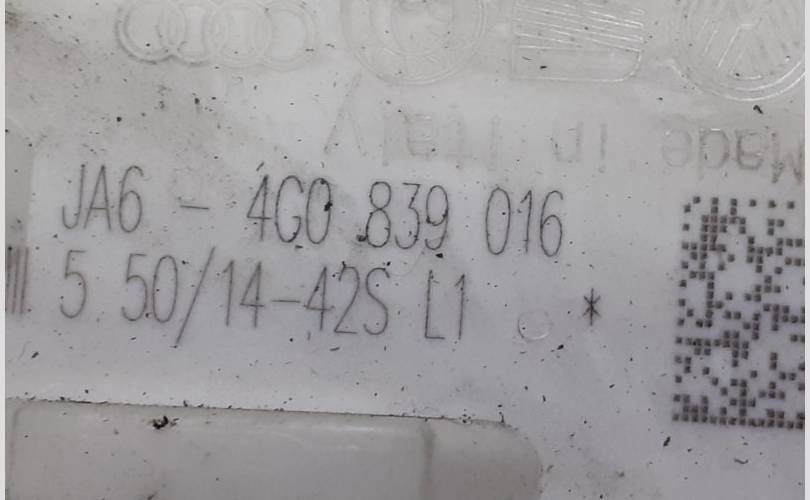 Made in Italy
JA6 - 4G0 839 016
5 50/14-42S L1 *